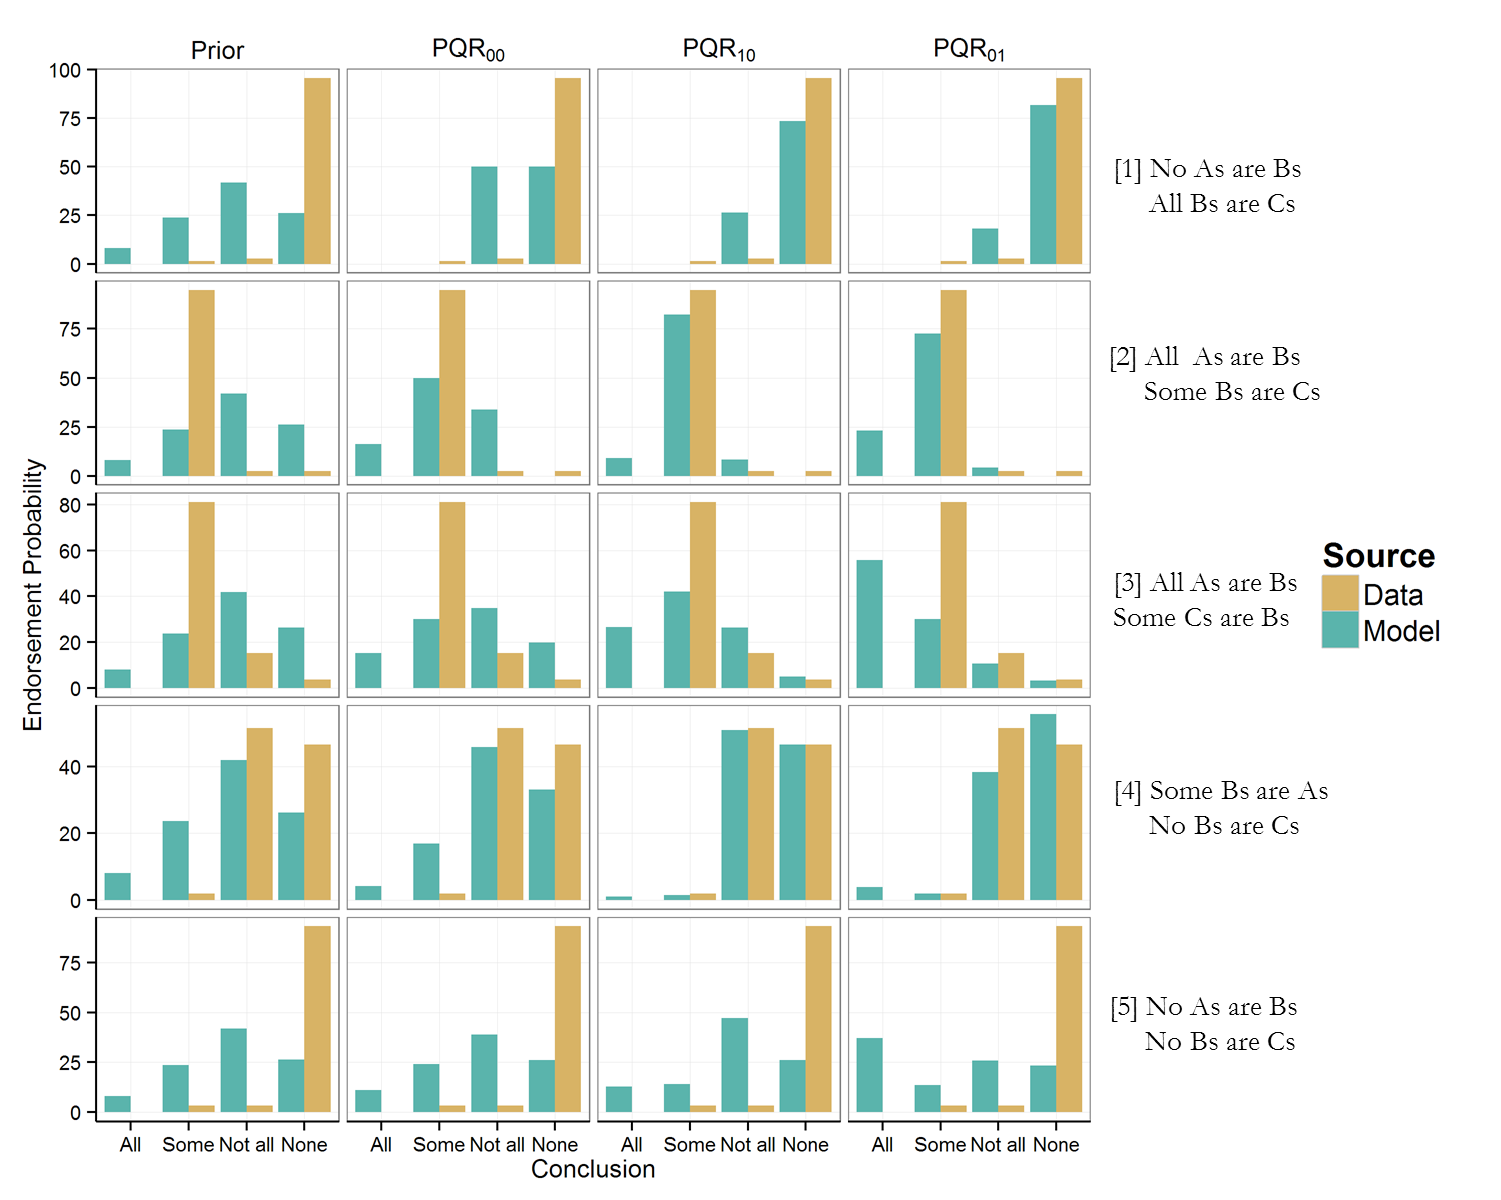 Prior PQR00 PQR10 PQR01
100
75
50
25
0
[1] No As are Bs
All Bs are Cs
75
50
25
0
[2] All As are Bs
Some Bs are Cs
80
60
40
20
0
[3] All As are Bs
Some Cs are Bs
40
20
0
[4] Some Bs are As
No Bs are Cs
75
50
25
0
[5] No As are Bs
No Bs are Cs
Endorsement Probability
All Some Not all None All Some Not all None All Some Not all None All Some Not all None
Conclusion
Source
Data
Model